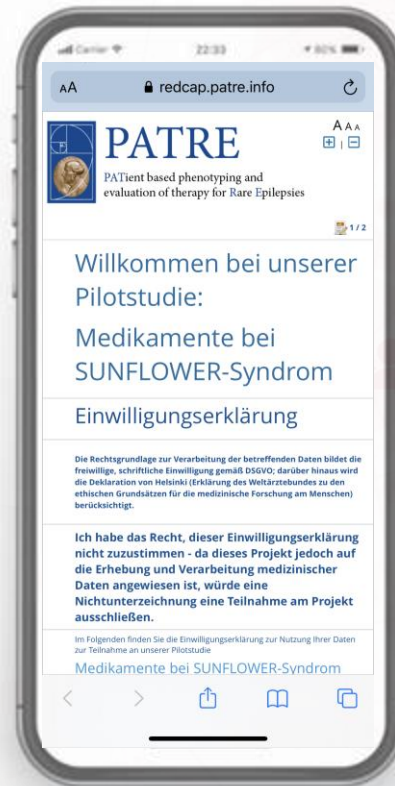 Carrier 22:33 80%
AA redcap.patre.info
PATRE
PATient based phenotyping and
evaluation of therapy for Rare Epilepsies
A A A
1 / 2
Willkommen bei unserer
Pilotstudie:
Medikamente bei
SUNFLOWER-Syndrom
Einwilligungserklärung
Die Rechtsgrundlage zur Verarbeitung der betreffenden Daten bildet die
freiwillige, schriftliche Einwilligung gemäß DSGVO; darüber hinaus wird
die Deklaration von Helsinki (Erklärung des Weltärztebundes zu den
ethischen Grundsätzen für die medizinische Forschung am Menschen)
berücksichtigt.
Ich habe das Recht, dieser Einwilligungserklärung
nicht zuzustimmen - da dieses Projekt jedoch auf
die Erhebung und Verarbeitung medizinischer
Daten angewiesen ist, würde eine
Nichtunterzeichnung eine Teilnahme am Projekt
ausschließen.
Im Folgenden finden Sie die Einwilligungserklärung zur Nutzung Ihrer Daten
zur Teilnahme an unserer Pilotstudie
Medikamente bei SUNFLOWER-Syndrom